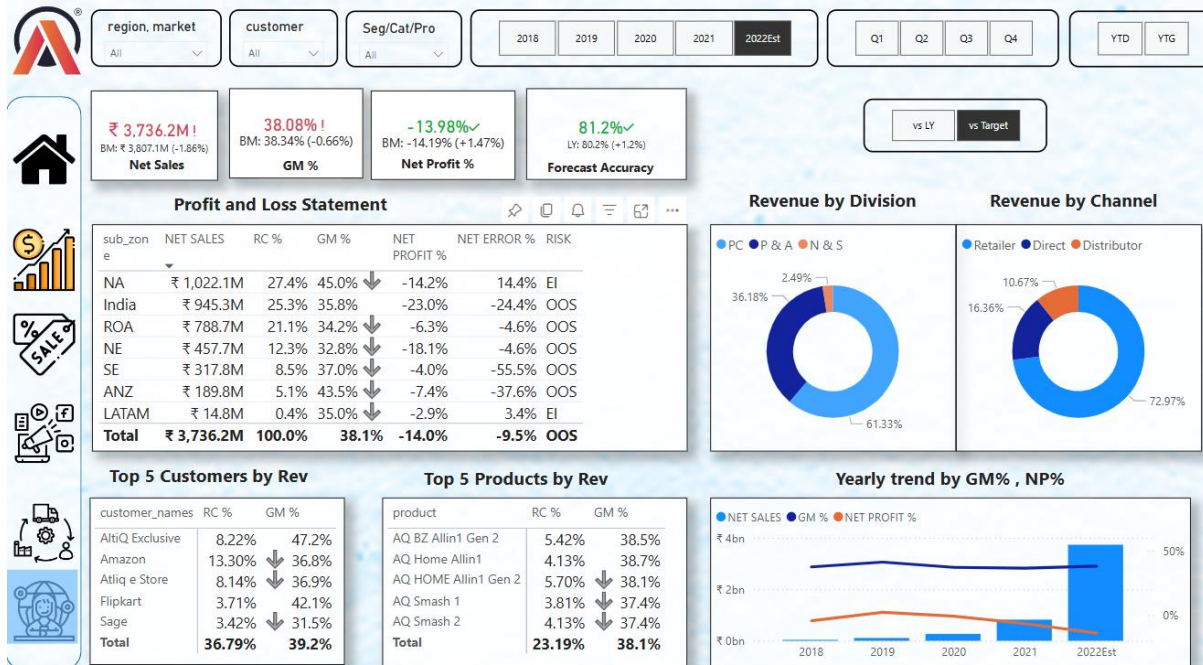 ®
region, market
All
customer
All
Seg/Cat/Pro
All
2018 2019 2020 2021 2022Est
Q1 Q2 Q3 Q4
YTD YTG
₹ 3,736.2M !
BM: ₹ 3,807.1M (-1.86%)
Net Sales
38.08% !
BM: 38.34% (-0.66%)
GM %
-13.98%✓
BM: -14.19% (+1.47%)
Net Profit %
81.2%✓
LY: 80.2% (+1.2%)
Forecast Accuracy
vs LY vs Target
Profit and Loss Statement
sub_zon
e
NET SALES RC % GM % NET
PROFIT % NET ERROR % RISK
NA ₹ 1,022.1M 27.4% 45.0% -14.2% 14.4% EI
India ₹ 945.3M 25.3% 35.8% -23.0% -24.4% OOS
ROA ₹ 788.7M 21.1% 34.2% -6.3% -4.6% OOS
NE ₹ 457.7M 12.3% 32.8% -18.1% -4.6% OOS
SE ₹ 317.8M 8.5% 37.0% -4.0% -55.5% OOS
ANZ ₹ 189.8M 5.1% 43.5% -7.4% -37.6% OOS
LATAM ₹ 14.8M 0.4% 35.0% -2.9% 3.4% EI
Total ₹ 3,736.2M 100.0% 38.1% -14.0% -9.5% OOS
Revenue by Division
PC P & A N & S
2.49%
36.18%
61.33%
Revenue by Channel
Retailer Direct Distributor
10.67%
16.36%
72.97%
Top 5 Customers by Rev
customer_names RC % GM %
AltiQ Exclusive 8.22% 47.2%
Amazon 13.30% 36.8%
Atliq e Store 8.14% 36.9%
Flipkart 3.71% 42.1%
Sage 3.42% 31.5%
Total 36.79% 39.2%
Top 5 Products by Rev
product RC % GM %
AQ BZ Allin1 Gen 2 5.42% 38.5%
AQ Home Allin1 4.13% 38.7%
AQ HOME Allin1 Gen 2 5.70% 38.1%
AQ Smash 1 3.81% 37.4%
AQ Smash 2 4.13% 37.4%
Total 23.19% 38.1%
Yearly trend by GM% , NP%
NET SALES GM % NET PROFIT %
₹ 4bn
₹ 2bn
₹ 0bn
50%
0%
2018 2019 2020 2021 2022Est
$
%
SALE
f